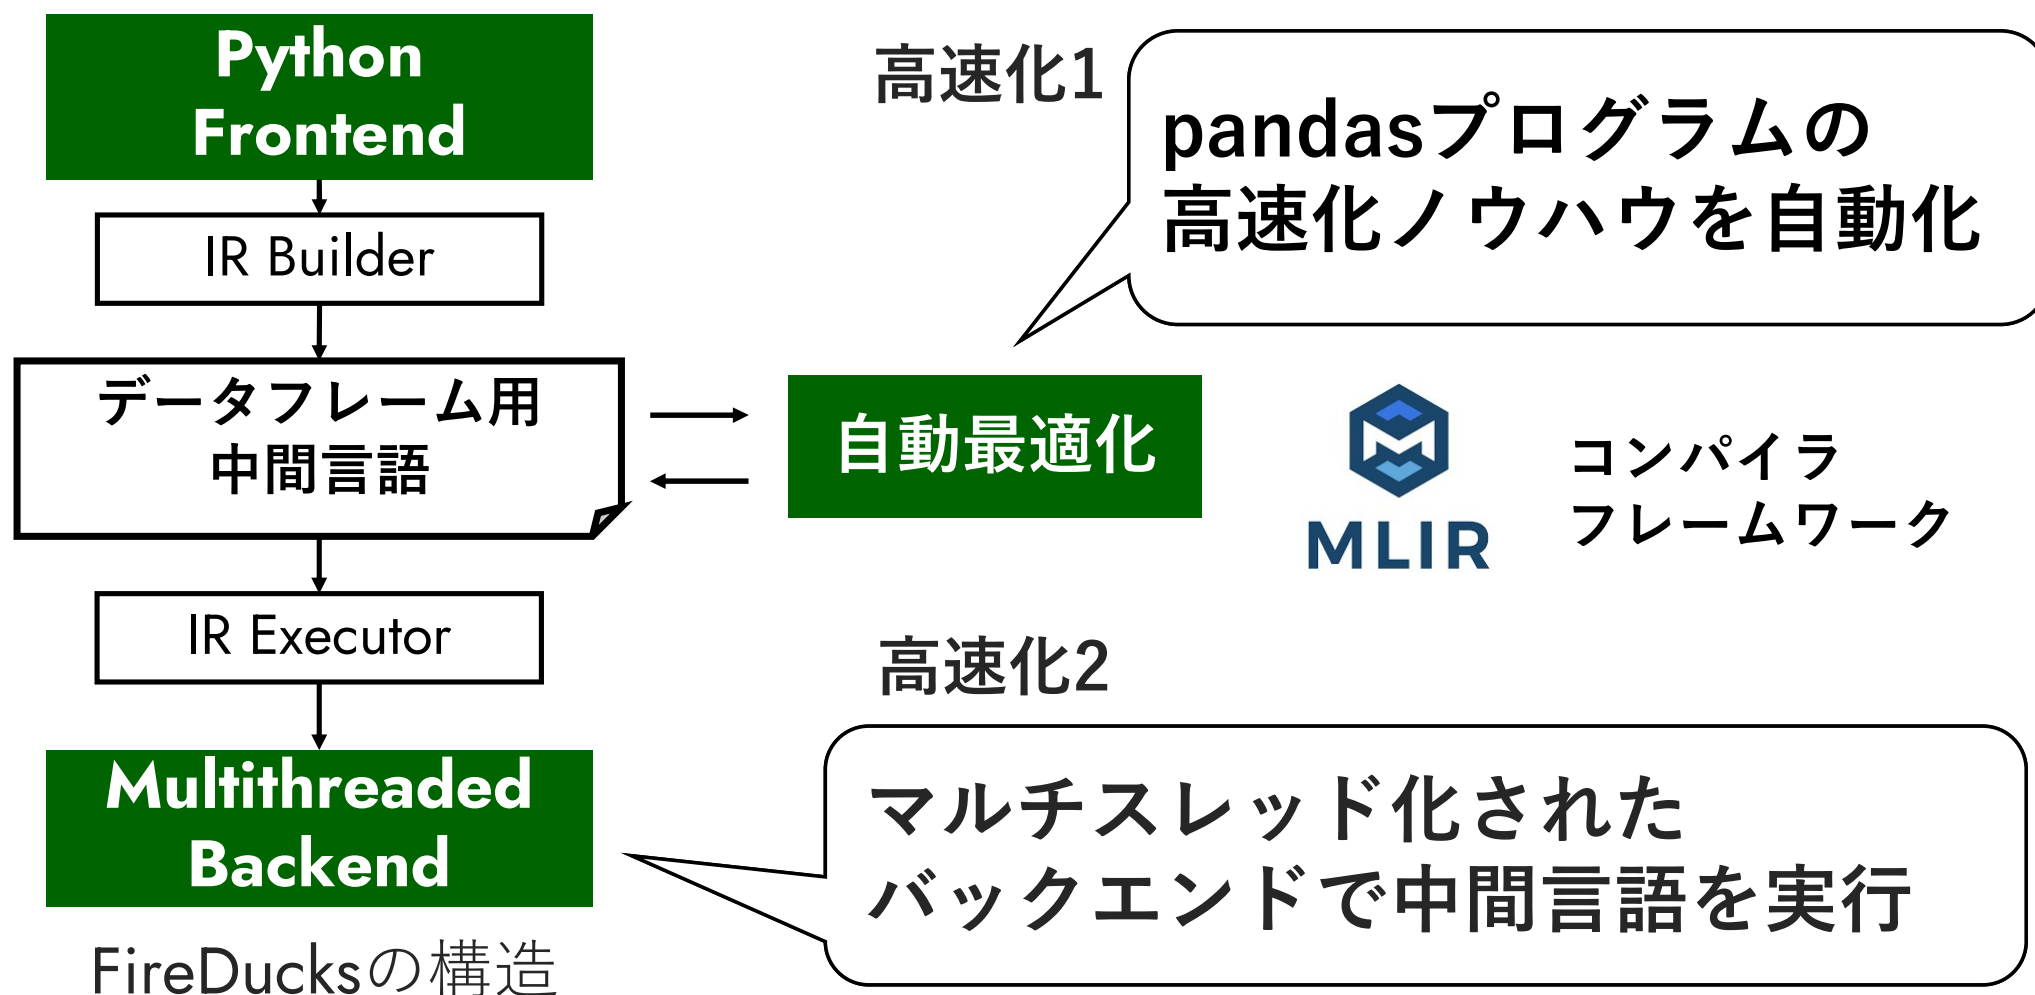 Python
Frontend
IR Builder
データフレーム用
中間言語
IR Executor
Multithreaded
Backend
FireDucksの構造
高速化1
pandasプログラムの
高速化ノウハウを自動化
自動最適化
MLIR
コンパイラ
フレームワーク
高速化2
マルチスレッド化された
バックエンドで中間言語を実行